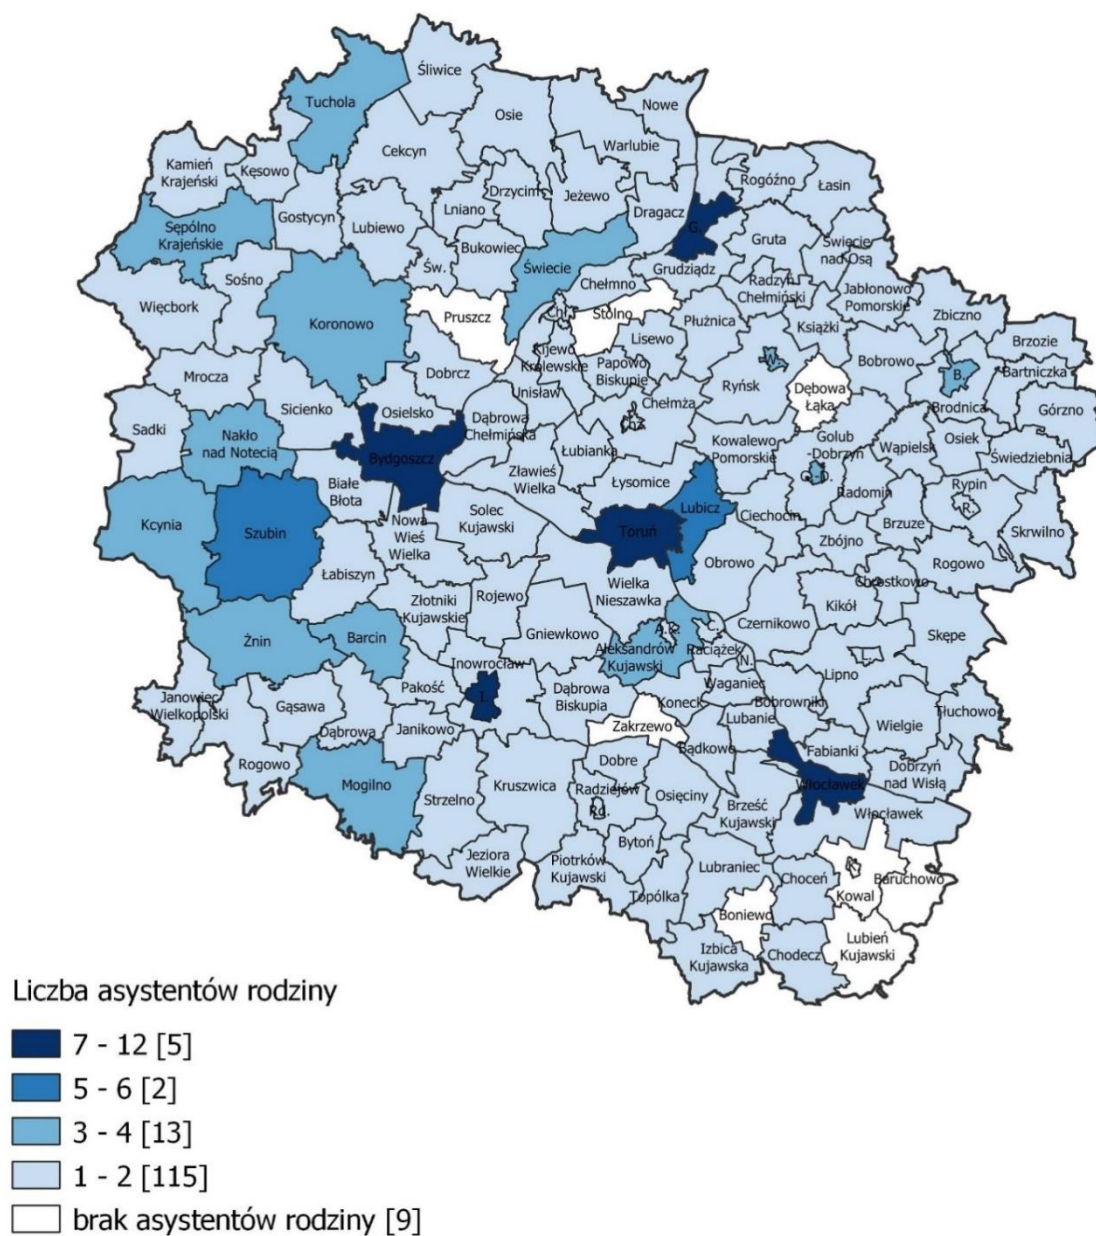 Śliwice
Tuchola
Nowe
Osie
Warlubie
Cekcyn
Kamień
Krajeński
Kęsowo
Rogóźno
Łasin
Drzycim
Jeżewo
Lniano
Dragacz
Gostycyn
Lubiewo
Sępólno
Krajeńskie
G.
Gruta
Świecie
nad Osą
Bukowiec
Św.
Świecie
Grudziądz
Sośno
Chełmno
Radzyń
Chełmiński
Jabłonowo
Pomorskie
Więcbork
Koronowo
Pruszcz
Stolno
Płużnica
Książki
Zbiczno
Brzozie
Lisewo
Kijewo
Królewskie
Papowo
Biskupie
W.
Bobrowo
Bartniczka
Mrocza
Dobrcz
Unisław
Ryńsk
Dębowa
Łąka
B.
Brodnica
Górzno
Sicienko
Osielsko
Dąbrowa
Chełmińska
Chełmża
Chż.
Sadki
Nakło
nad Notecią
Bydgoszcz
Łubianka
Kowalewo
Pomorskie
Golub
-Dobrzyń
G.-D.
Wąpielsk
Osiek
Świedziebnia
Białe
Błota
Zławieś
Wielka
Łysomice
Radomin
Rypin
R.
Kcynia
Szubin
Nowa
Wieś
Wielka
Solec
Kujawski
Toruń
Lubicz
Ciechocin
Zbójno
Brzuze
Skrwilno
Łabiszyn
Obrowo
Rogowo
Złotniki
Kujawskie
Rojewo
Wielka
Nieszawka
Chrostkowo
Kikół
Żnin
Barcin
Gniewkowo
A.K.
Aleksandrów
Kujawski
C.
Raciążek
Czernikowo
Skępe
N.
Inowrocław
I.
Lipno
Janowiec
Wielkopolski
Gąsawa
Pakość
Dąbrowa
Biskupia
Koneck
Waganiec
Bobrowniki
Wielgie
Tłuchowo
Dąbrowa
Janikowo
Zakrzewo
Lubanie
Bądkowo
Fabianki
Rogowo
Dobre
Dobrzyń
nad Wisłą
Mogilno
Strzelno
Kruszwica
Radziejów
Rd.
Osięciny
Brześć
Kujawski
Włocławek
Włocławek
Bytoń
Jeziora
Wielkie
Piotrków
Kujawski
Lubraniec
Choceń
K.
Kowal
Baruchowo
Topólka
Boniewo
Izbica
Kujawska
Chodecz
Lubień
Kujawski
Liczba asystentów rodziny
7 - 12 [5]
5 - 6 [2]
3 - 4 [13]
1 - 2 [115]
brak asystentów rodziny [9]